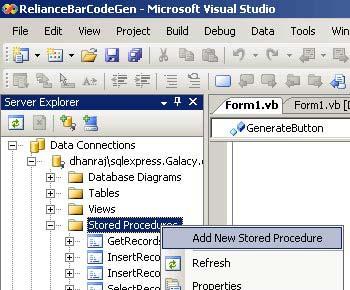 RelianceBarCodeGen - Microsoft Visual Studio
File Edit View Project Build Debug Data Tools
Server Explorer
Form1.vb Form1.vb [D
GenerateButton
Data Connections
dhanraj\sqlexpress.Galacy.
Database Diagrams
Tables
Views
Stored Procedures
Add New Stored Procedure
GetRecords
Refresh
InsertReco
InsertReco
Properties
SelectReco